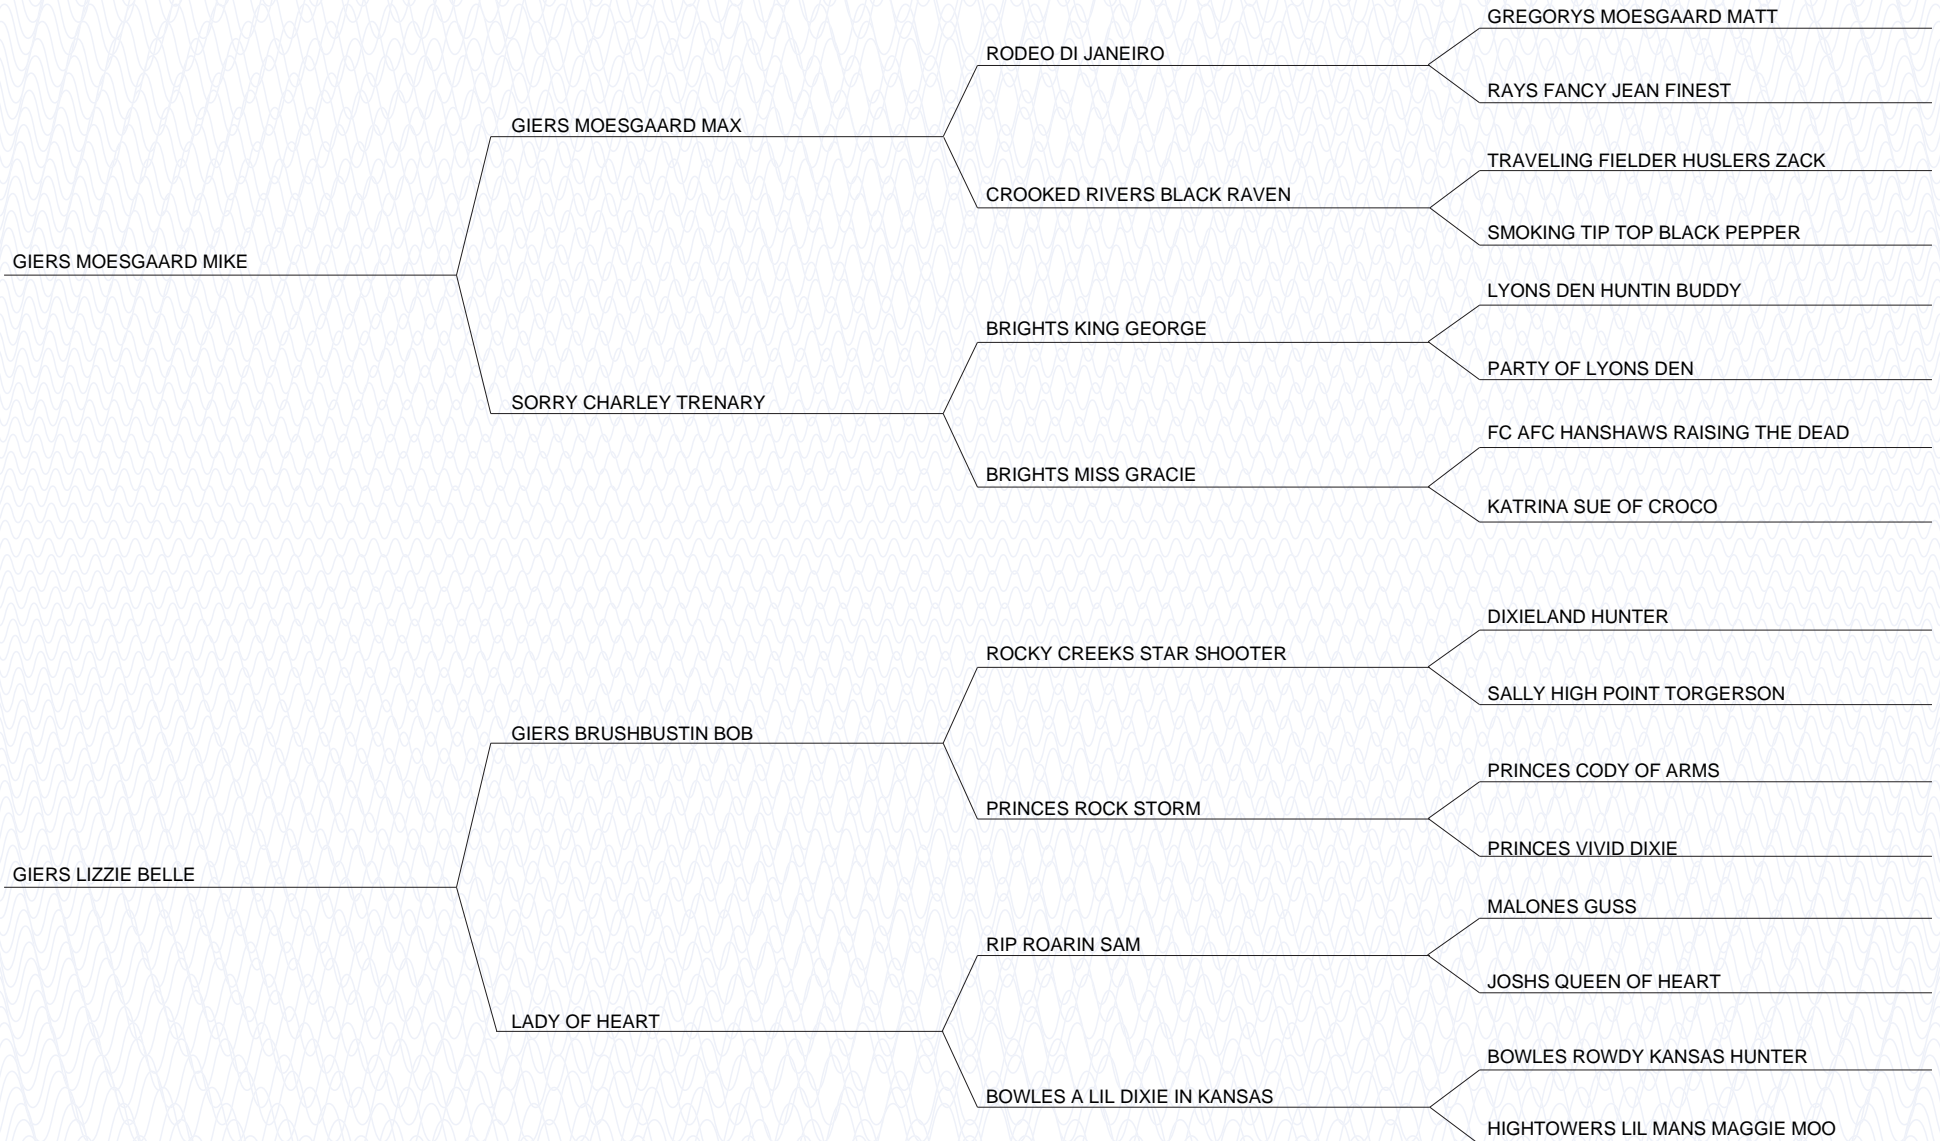 GREGORYS MOESGAARD MATT
RODEO DI JANEIRO
RAYS FANCY JEAN FINEST
GIERS MOESGAARD MAX
TRAVELING FIELDER HUSLERS ZACK
CROOKED RIVERS BLACK RAVEN
SMOKING TIP TOP BLACK PEPPER
GIERS MOESGAARD MIKE
LYONS DEN HUNTIN BUDDY
BRIGHTS KING GEORGE
PARTY OF LYONS DEN
SORRY CHARLEY TRENARY
FC AFC HANSHAWS RAISING THE DEAD
BRIGHTS MISS GRACIE
KATRINA SUE OF CROCO
DIXIELAND HUNTER
ROCKY CREEKS STAR SHOOTER
SALLY HIGH POINT TORGERSON
GIERS BRUSHBUSTIN BOB
PRINCES CODY OF ARMS
PRINCES ROCK STORM
PRINCES VIVID DIXIE
GIERS LIZZIE BELLE
MALONES GUSS
RIP ROARIN SAM
JOSHS QUEEN OF HEART
LADY OF HEART
BOWLES ROWDY KANSAS HUNTER
BOWLES A LIL DIXIE IN KANSAS
HIGHTOWERS LIL MANS MAGGIE MOO